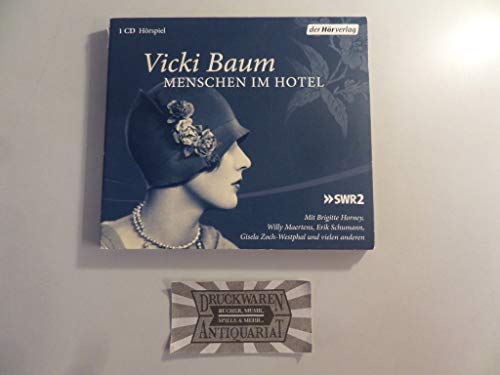 1 CD Hörspiel
der Hörverlag
Vicki Baum
MENSCHEN IM HOTEL
SWR2
Mit Brigitte Horney,
Willy Maertens, Erik Schumann,
Gisela Zoch-Westphal und vielen anderen
DRUCKWAREN
BÜCHER, MUSIK,
SPIELE & MEHR...
ANTIQUARIAT